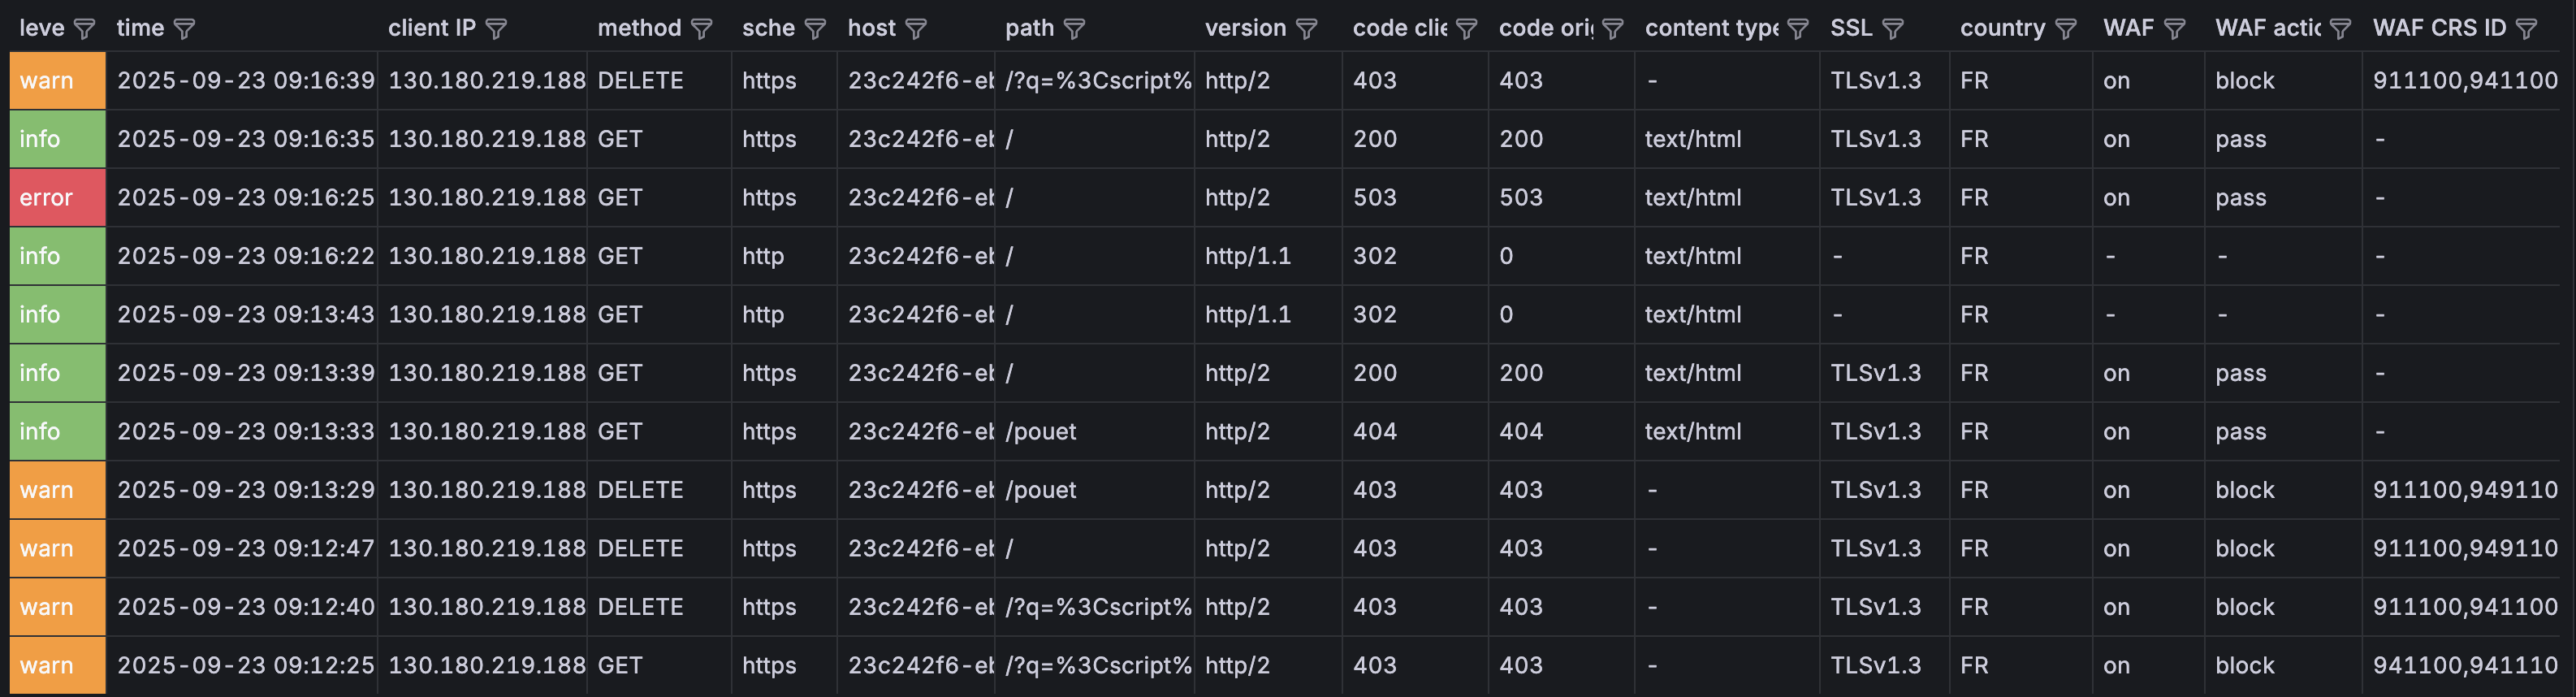 leve time client IP method sche host path version code clie code orig content type SSL country WAF WAF actic WAF CRS ID
warn 2025-09-23 09:16:39 130.180.219.188 DELETE https 23c242f6-eb /?q=%3Cscript% http/2 403 403 - TLSv1.3 FR on block 911100,941100
info 2025-09-23 09:16:35 130.180.219.188 GET https 23c242f6-eb / http/2 200 200 text/html TLSv1.3 FR on pass -
error 2025-09-23 09:16:25 130.180.219.188 GET https 23c242f6-eb / http/2 503 503 text/html TLSv1.3 FR on pass -
info 2025-09-23 09:16:22 130.180.219.188 GET http 23c242f6-eb / http/1.1 302 0 text/html - FR - - -
info 2025-09-23 09:13:43 130.180.219.188 GET http 23c242f6-eb / http/1.1 302 0 text/html - FR - - -
info 2025-09-23 09:13:39 130.180.219.188 GET https 23c242f6-eb / http/2 200 200 text/html TLSv1.3 FR on pass -
info 2025-09-23 09:13:33 130.180.219.188 GET https 23c242f6-eb /pouet http/2 404 404 text/html TLSv1.3 FR on pass -
warn 2025-09-23 09:13:29 130.180.219.188 DELETE https 23c242f6-eb /pouet http/2 403 403 - TLSv1.3 FR on block 911100,949110
warn 2025-09-23 09:12:47 130.180.219.188 DELETE https 23c242f6-eb / http/2 403 403 - TLSv1.3 FR on block 911100,949110
warn 2025-09-23 09:12:40 130.180.219.188 DELETE https 23c242f6-eb /?q=%3Cscript% http/2 403 403 - TLSv1.3 FR on block 911100,941100
warn 2025-09-23 09:12:25 130.180.219.188 GET https 23c242f6-eb /?q=%3Cscript% http/2 403 403 - TLSv1.3 FR on block 941100,941110